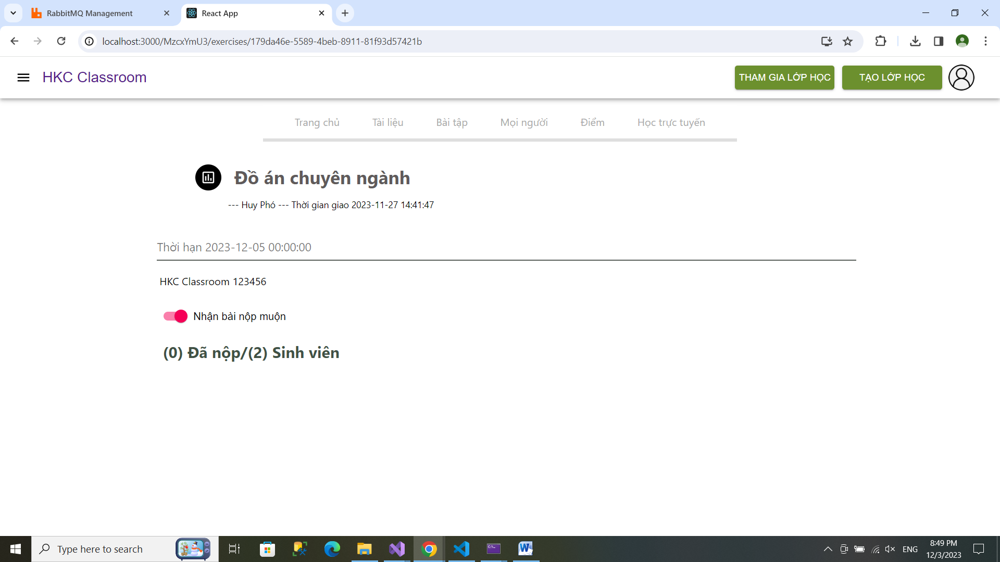 RabbitMQ Management
React App
localhost:3000/MzcxYmU3/exercises/179da46e-5589-4beb-8911-81f93d57421b
HKC Classroom
THAM GIA LỚP HỌC
TẠO LỚP HỌC
Trang chủ
Tài liệu
Bài tập
Mọi người
Điểm
Học trực tuyến
Đồ án chuyên ngành
--- Huy Phó --- Thời gian giao 2023-11-27 14:41:47
Thời hạn 2023-12-05 00:00:00
HKC Classroom 123456
Nhận bài nộp muộn
(0) Đã nộp/(2) Sinh viên
Type here to search
ENG
8:49 PM
12/3/2023